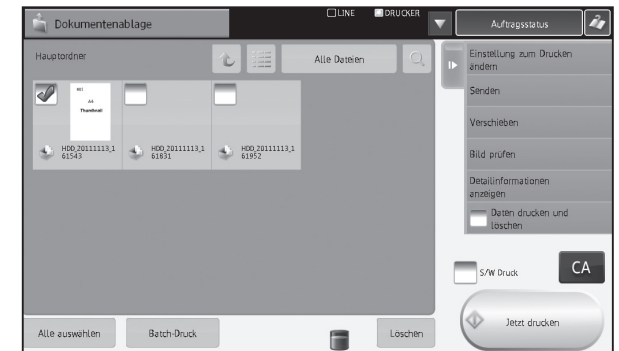 Dokumentenablage
LINE
DRUCKER
Auftragsstatus
Hauptordner
Alle Dateien
A4
Thumbnail
HDD_20111113_1
61543
HDD_20111113_1
61831
HDD_20111113_1
61952
Einstellung zum Drucken
ändern
Senden
Verschieben
Bild prüfen
Detailinformationen
anzeigen
Daten drucken und
löschen
S/W Druck
CA
Jetzt drucken
Alle auswählen
Batch-Druck
Löschen